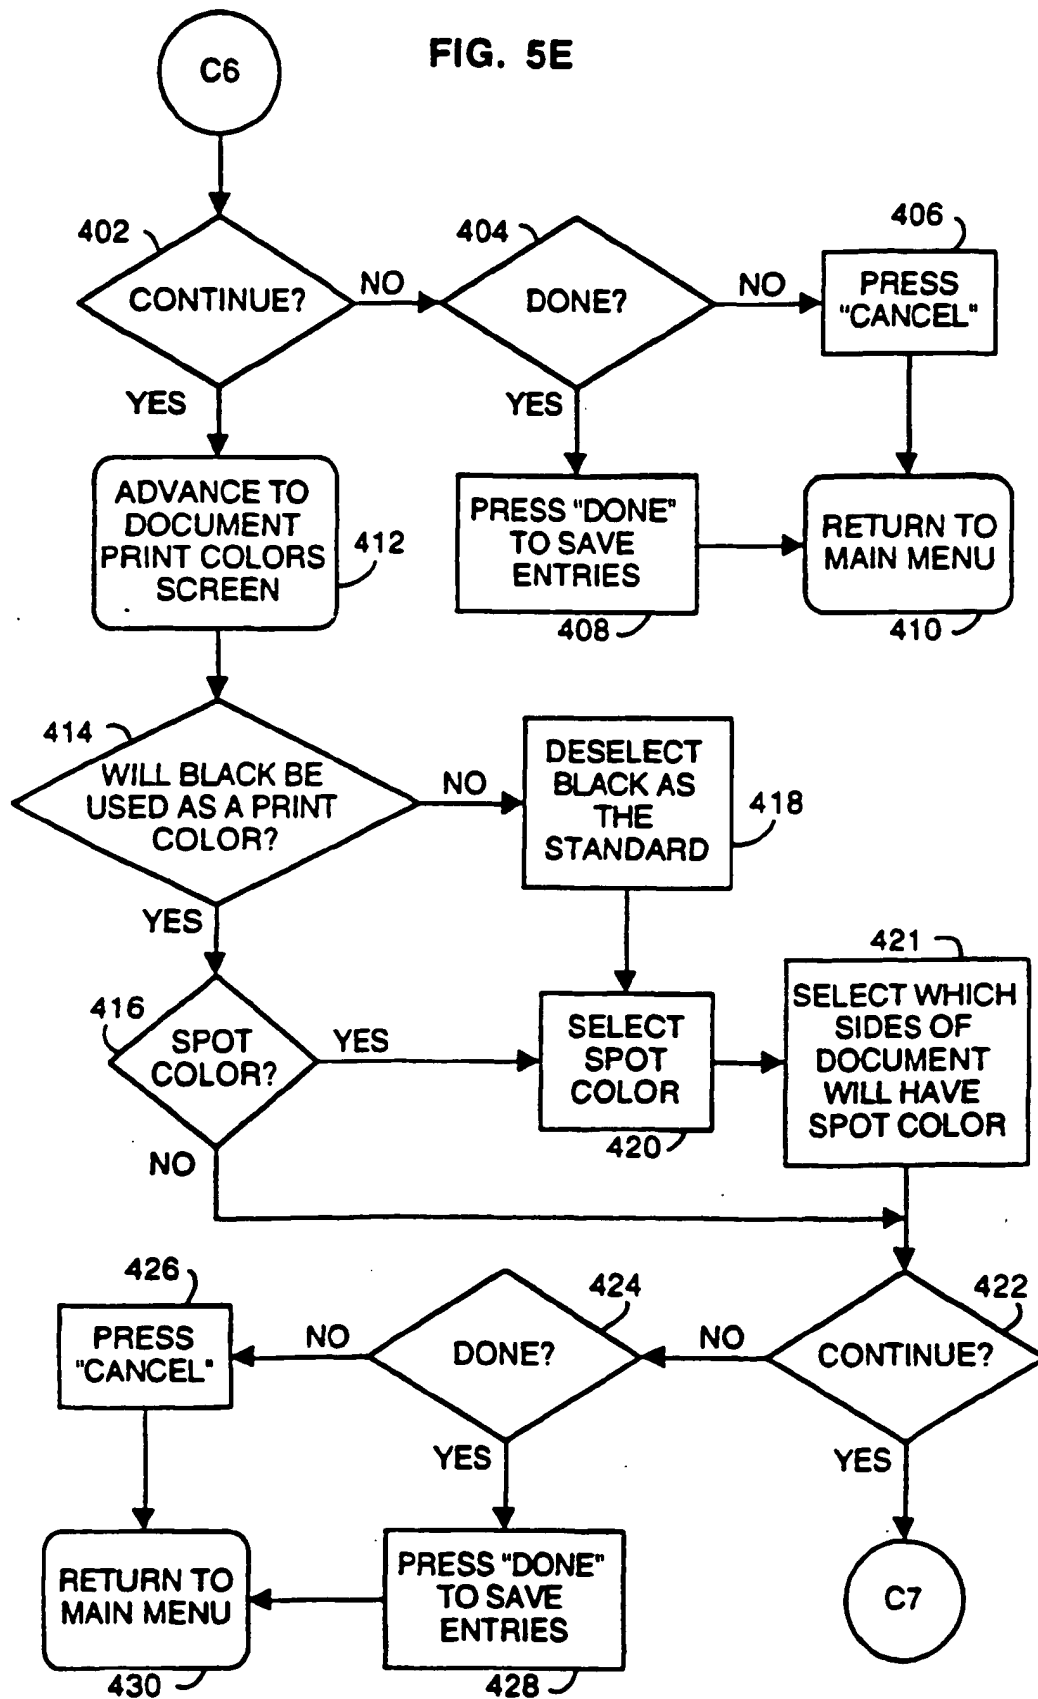 FIG. 5E
C6
402
CONTINUE?
NO
YES
404
DONE?
NO
YES
406
PRESS
"CANCEL"
ADVANCE TO
DOCUMENT
PRINT COLORS
SCREEN
412
PRESS "DONE"
TO SAVE
ENTRIES
408
RETURN TO
MAIN MENU
410
414
WILL BLACK BE
USED AS A PRINT
COLOR?
NO
YES
DESELECT
BLACK AS
THE
STANDARD
418
416
SPOT
COLOR?
YES
NO
SELECT
SPOT
COLOR
420
421
SELECT WHICH
SIDES OF
DOCUMENT
WILL HAVE
SPOT COLOR
422
CONTINUE?
NO
YES
424
DONE?
NO
YES
426
PRESS
"CANCEL"
RETURN TO
MAIN MENU
430
PRESS "DONE"
TO SAVE
ENTRIES
428
C7